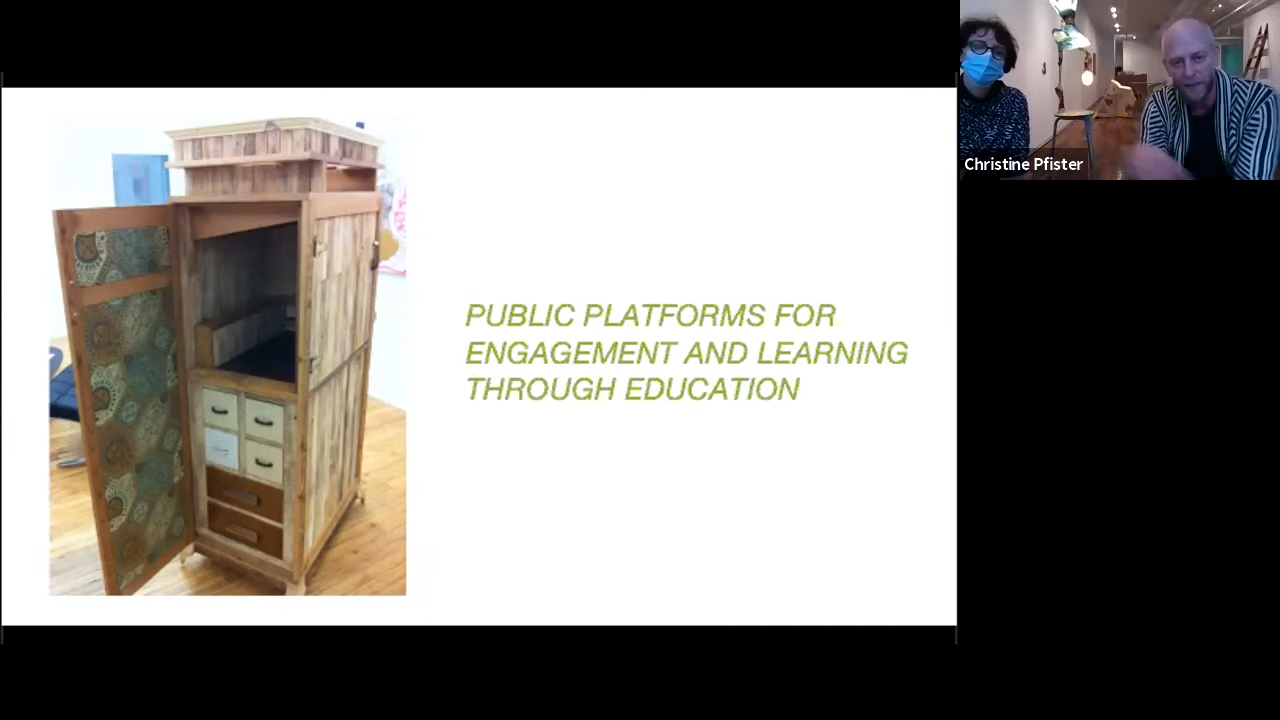 Christine Pfister
PUBLIC PLATFORMS FOR
ENGAGEMENT AND LEARNING
THROUGH EDUCATION